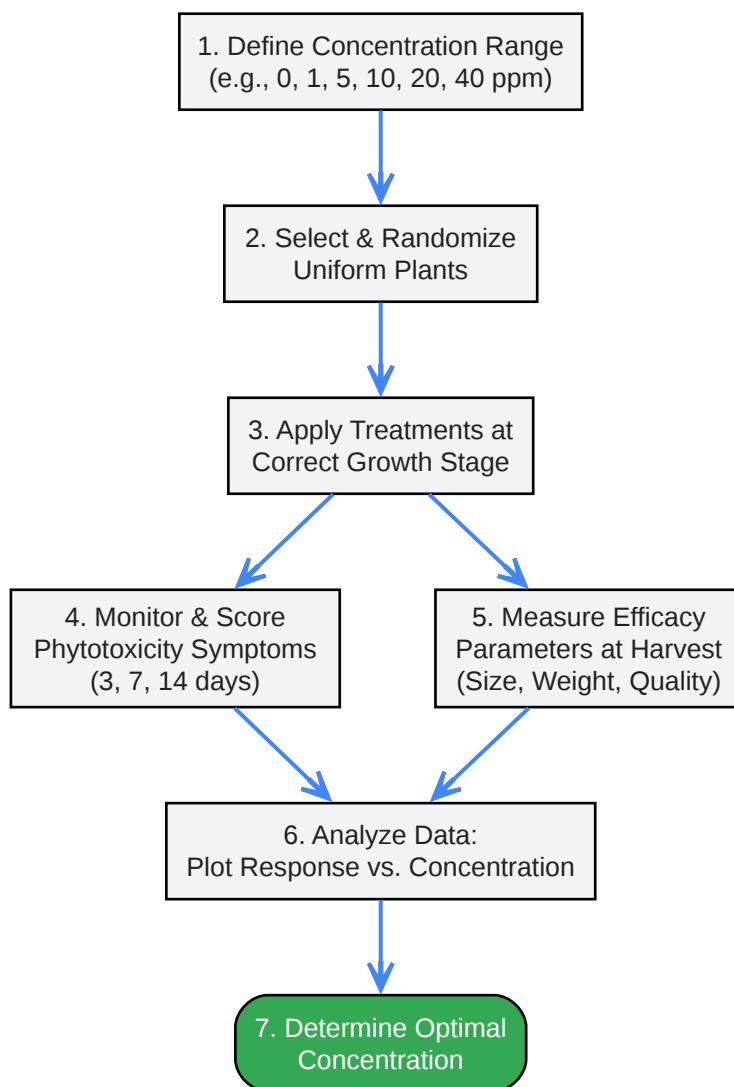 1. Define Concentration Range
(e.g., 0, 1, 5, 10, 20, 40 ppm)
2. Select & Randomize
Uniform Plants
3. Apply Treatments at
Correct Growth Stage
4. Monitor & Score
Phytotoxicity Symptoms
(3, 7, 14 days)
5. Measure Efficacy
Parameters at Harvest
(Size, Weight, Quality)
6. Analyze Data:
Plot Response vs. Concentration
7. Determine Optimal
Concentration